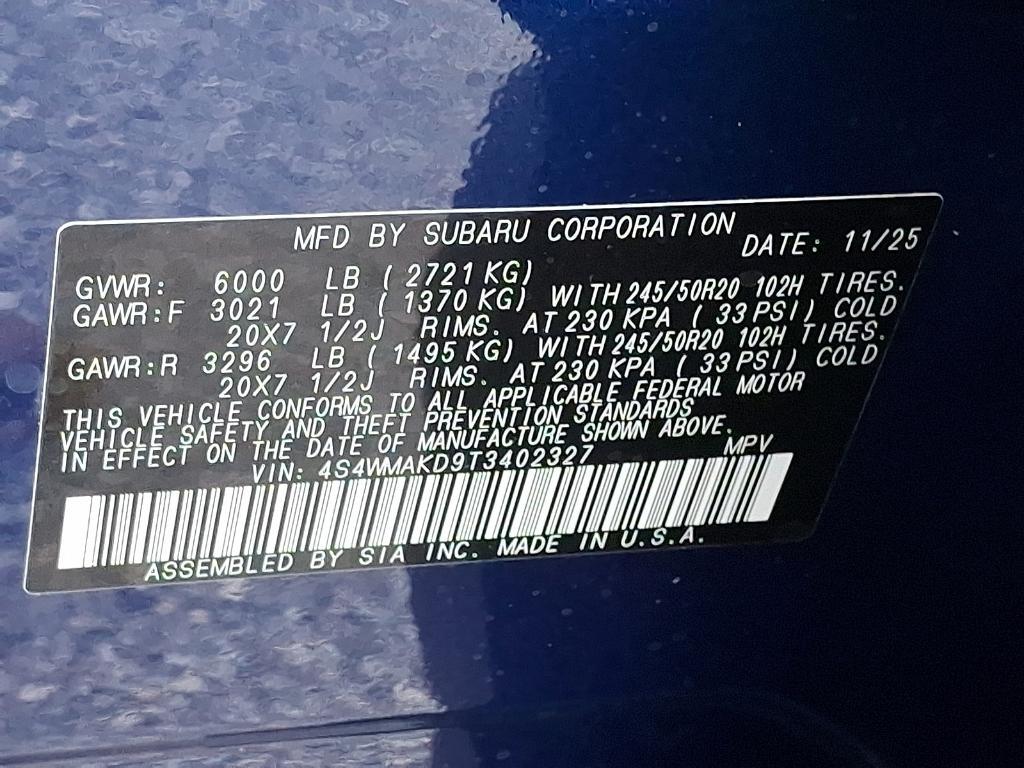 MFD BY SUBARU CORPORATION DATE: 11/25
GVWR: 6000 LB ( 2721 KG)
GAWR:F 3021 LB ( 1370 KG) WITH 245/50R20 102H TIRES.
20X7 1/2J RIMS. AT 230 KPA ( 33 PSI) COLD
GAWR:R 3296 LB ( 1495 KG) WITH 245/50R20 102H TIRES.
20X7 1/2J RIMS. AT 230 KPA ( 33 PSI) COLD
THIS VEHICLE CONFORMS TO ALL APPLICABLE FEDERAL MOTOR
VEHICLE SAFETY AND THEFT PREVENTION STANDARDS
IN EFFECT ON THE DATE OF MANUFACTURE SHOWN ABOVE.
VIN: 4S4WMAKD9T3402327 MPV
ASSEMBLED BY SIA INC. MADE IN U.S.A.